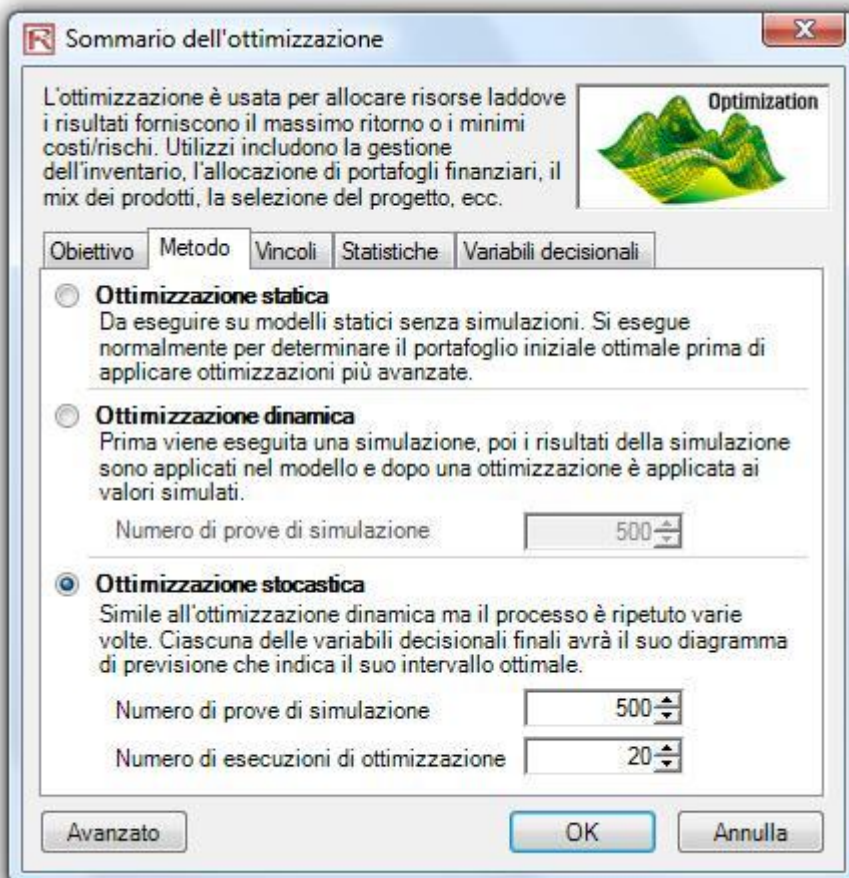 Sommario dell'ottimizzazione
L'ottimizzazione è usata per allocare risorse laddove
i risultati forniscono il massimo ritorno o i minimi
costi/rischi. Utilizzi includono la gestione
dell'inventario, l'allocazione di portafogli finanziari, il
mix dei prodotti, la selezione del progetto, ecc.
Optimization
Obiettivo Metodo Vincoli Statistiche Variabili decisionali
Ottimizzazione statica
Da eseguire su modelli statici senza simulazioni. Si esegue
normalmente per determinare il portafoglio iniziale ottimale prima di
applicare ottimizzazioni più avanzate.
Ottimizzazione dinamica
Prima viene eseguita una simulazione, poi i risultati della simulazione
sono applicati nel modello e dopo una ottimizzazione è applicata ai
valori simulati.
Numero di prove di simulazione 500
Ottimizzazione stocastica
Simile all'ottimizzazione dinamica ma il processo è ripetuto varie
volte. Ciascuna delle variabili decisionali finali avrà il suo diagramma
di previsione che indica il suo intervallo ottimale.
Numero di prove di simulazione 500
Numero di esecuzioni di ottimizzazione 20
Avanzato OK Annulla